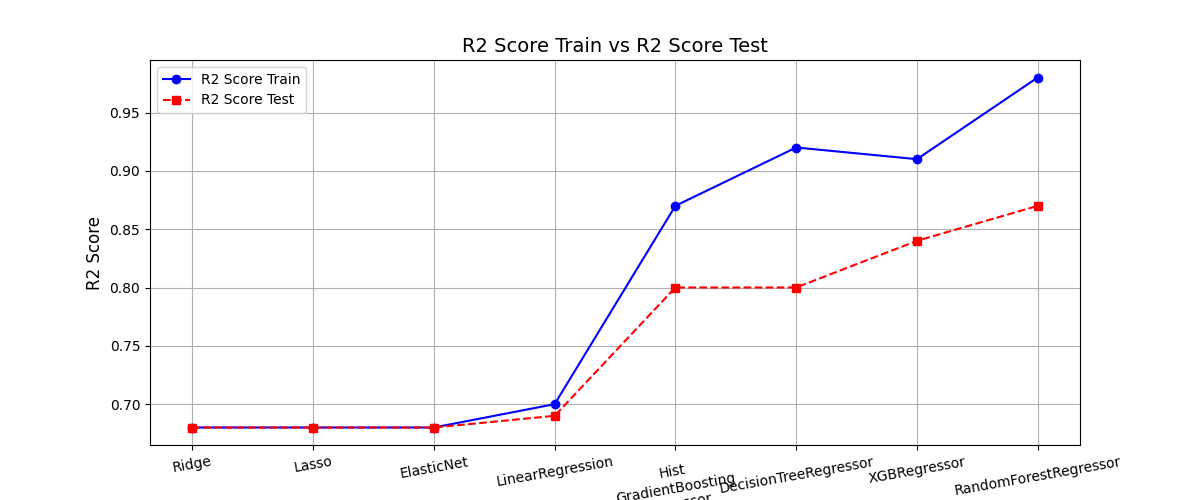 R2 Score Train vs R2 Score Test
R2 Score Train
R2 Score Test
R2 Score
0.95
0.90
0.85
0.80
0.75
0.70
Ridge
Lasso
ElasticNet
LinearRegression
Hist
GradientBoosting
DecisionTreeRegressor
XGBRegressor
RandomForestRegressor